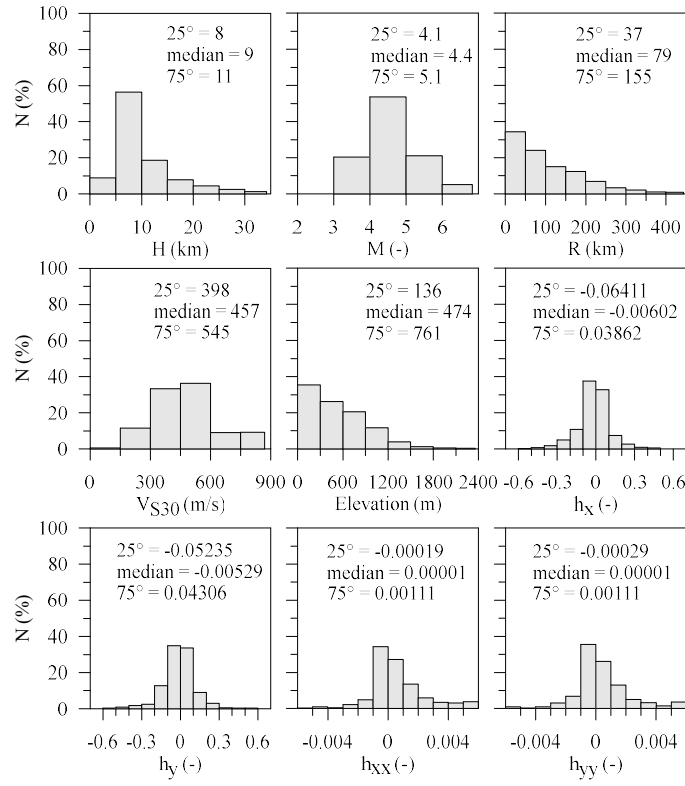 100
80
60
40
20
0
N (%)
25° = 8
median = 9
75° = 11
0 10 20 30
H (km)
25° = 4.1
median = 4.4
75° = 5.1
2 3 4 5 6
M (-)
25° = 37
median = 79
75° = 155
0 100 200 300 400
R (km)
100
80
60
40
20
0
N (%)
25° = 398
median = 457
75° = 545
0 300 600 900
VS30 (m/s)
25° = 136
median = 474
75° = 761
0 600 1200 1800 2400
Elevation (m)
25° = -0.06411
median = -0.00602
75° = 0.03862
-0.6 -0.3 0 0.3 0.6
hx (-)
100
80
60
40
20
0
N (%)
25° = -0.05235
median = -0.00529
75° = 0.04306
-0.6 -0.3 0 0.3 0.6
hy (-)
25° = -0.00019
median = 0.00001
75° = 0.00111
-0.004 0 0.004
hxx (-)
25° = -0.00029
median = 0.00001
75° = 0.00111
-0.004 0 0.004
hyy (-)